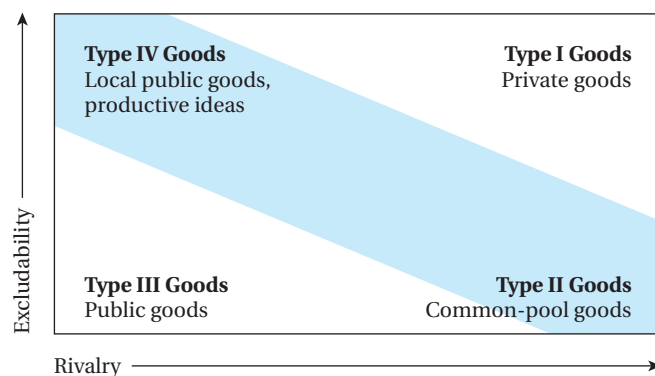 Excludability
Type IV Goods
Local public goods,
productive ideas
Type I Goods
Private goods
Type III Goods
Public goods
Type II Goods
Common-pool goods
Rivalry